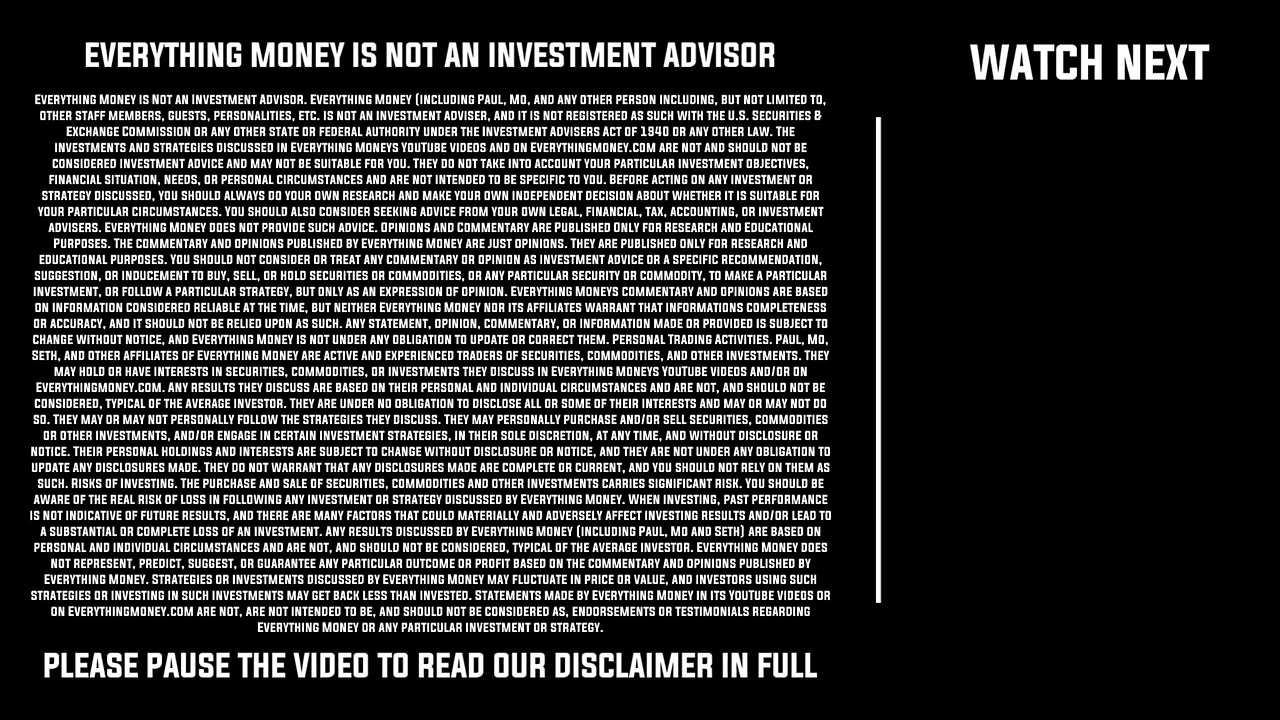 EVERYTHING MONEY IS NOT AN INVESTMENT ADVISOR
EVERYTHING MONEY IS NOT AN INVESTMENT ADVISOR. EVERYTHING MONEY (INCLUDING PAUL, MO, AND ANY OTHER PERSON INCLUDING, BUT NOT LIMITED TO,
OTHER STAFF MEMBERS, GUESTS, PERSONALITIES, ETC. IS NOT AN INVESTMENT ADVISER, AND IT IS NOT REGISTERED AS SUCH WITH THE U.S. SECURITIES &
EXCHANGE COMMISSION OR ANY OTHER STATE OR FEDERAL AUTHORITY UNDER THE INVESTMENT ADVISERS ACT OF 1940 OR ANY OTHER LAW. THE
INVESTMENTS AND STRATEGIES DISCUSSED IN EVERYTHING MONEYS YOUTUBE VIDEOS AND ON EVERYTHINGMONEY.COM ARE NOT AND SHOULD NOT BE
CONSIDERED INVESTMENT ADVICE AND MAY NOT BE SUITABLE FOR YOU. THEY DO NOT TAKE INTO ACCOUNT YOUR PARTICULAR INVESTMENT OBJECTIVES,
FINANCIAL SITUATION, NEEDS, OR PERSONAL CIRCUMSTANCES AND ARE NOT INTENDED TO BE SPECIFIC TO YOU. BEFORE ACTING ON ANY INVESTMENT OR
STRATEGY DISCUSSED, YOU SHOULD ALWAYS DO YOUR OWN RESEARCH AND MAKE YOUR OWN INDEPENDENT DECISION ABOUT WHETHER IT IS SUITABLE FOR
YOUR PARTICULAR CIRCUMSTANCES. YOU SHOULD ALSO CONSIDER SEEKING ADVICE FROM YOUR OWN LEGAL, FINANCIAL, TAX, ACCOUNTING, OR INVESTMENT
ADVISERS. EVERYTHING MONEY DOES NOT PROVIDE SUCH ADVICE. OPINIONS AND COMMENTARY ARE PUBLISHED ONLY FOR RESEARCH AND EDUCATIONAL
PURPOSES. THE COMMENTARY AND OPINIONS PUBLISHED BY EVERYTHING MONEY ARE JUST OPINIONS. THEY ARE PUBLISHED ONLY FOR RESEARCH AND
EDUCATIONAL PURPOSES. YOU SHOULD NOT CONSIDER OR TREAT ANY COMMENTARY OR OPINION AS INVESTMENT ADVICE OR A SPECIFIC RECOMMENDATION,
SUGGESTION, OR INDUCEMENT TO BUY, SELL, OR HOLD SECURITIES OR COMMODITIES, OR ANY PARTICULAR SECURITY OR COMMODITY, TO MAKE A PARTICULAR
INVESTMENT, OR FOLLOW A PARTICULAR STRATEGY, BUT ONLY AS AN EXPRESSION OF OPINION. EVERYTHING MONEYS COMMENTARY AND OPINIONS ARE BASED
ON INFORMATION CONSIDERED RELIABLE AT THE TIME, BUT NEITHER EVERYTHING MONEY NOR ITS AFFILIATES WARRANT THAT INFORMATIONS COMPLETENESS
OR ACCURACY, AND IT SHOULD NOT BE RELIED UPON AS SUCH. ANY STATEMENT, OPINION, COMMENTARY, OR INFORMATION MADE OR PROVIDED IS SUBJECT TO
CHANGE WITHOUT NOTICE, AND EVERYTHING MONEY IS NOT UNDER ANY OBLIGATION TO UPDATE OR CORRECT THEM. PERSONAL TRADING ACTIVITIES. PAUL, MO,
SETH, AND OTHER AFFILIATES OF EVERYTHING MONEY ARE ACTIVE AND EXPERIENCED TRADERS OF SECURITIES, COMMODITIES, AND OTHER INVESTMENTS. THEY
MAY HOLD OR HAVE INTERESTS IN SECURITIES, COMMODITIES, OR INVESTMENTS THEY DISCUSS IN EVERYTHING MONEYS YOUTUBE VIDEOS AND/OR ON
EVERYTHINGMONEY.COM. ANY RESULTS THEY DISCUSS ARE BASED ON THEIR PERSONAL AND INDIVIDUAL CIRCUMSTANCES AND ARE NOT, AND SHOULD NOT BE
CONSIDERED, TYPICAL OF THE AVERAGE INVESTOR. THEY ARE UNDER NO OBLIGATION TO DISCLOSE ALL OR SOME OF THEIR INTERESTS AND MAY OR MAY NOT DO
SO. THEY MAY OR MAY NOT PERSONALLY FOLLOW THE STRATEGIES THEY DISCUSS. THEY MAY PERSONALLY PURCHASE AND/OR SELL SECURITIES, COMMODITIES
OR OTHER INVESTMENTS, AND/OR ENGAGE IN CERTAIN INVESTMENT STRATEGIES, IN THEIR SOLE DISCRETION, AT ANY TIME, AND WITHOUT DISCLOSURE OR
NOTICE. THEIR PERSONAL HOLDINGS AND INTERESTS ARE SUBJECT TO CHANGE WITHOUT DISCLOSURE OR NOTICE, AND THEY ARE NOT UNDER ANY OBLIGATION TO
UPDATE ANY DISCLOSURES MADE. THEY DO NOT WARRANT THAT ANY DISCLOSURES MADE ARE COMPLETE OR CURRENT, AND YOU SHOULD NOT RELY ON THEM AS
SUCH. RISKS OF INVESTING. THE PURCHASE AND SALE OF SECURITIES, COMMODITIES AND OTHER INVESTMENTS CARRIES SIGNIFICANT RISK. YOU SHOULD BE
AWARE OF THE REAL RISK OF LOSS IN FOLLOWING ANY INVESTMENT OR STRATEGY DISCUSSED BY EVERYTHING MONEY. WHEN INVESTING, PAST PERFORMANCE
IS NOT INDICATIVE OF FUTURE RESULTS, AND THERE ARE MANY FACTORS THAT COULD MATERIALLY AND ADVERSELY AFFECT INVESTING RESULTS AND/OR LEAD TO
A SUBSTANTIAL OR COMPLETE LOSS OF AN INVESTMENT. ANY RESULTS DISCUSSED BY EVERYTHING MONEY (INCLUDING PAUL, MO AND SETH) ARE BASED ON
PERSONAL AND INDIVIDUAL CIRCUMSTANCES AND ARE NOT, AND SHOULD NOT BE CONSIDERED, TYPICAL OF THE AVERAGE INVESTOR. EVERYTHING MONEY DOES
NOT REPRESENT, PREDICT, SUGGEST, OR GUARANTEE ANY PARTICULAR OUTCOME OR PROFIT BASED ON THE COMMENTARY AND OPINIONS PUBLISHED BY
EVERYTHING MONEY. STRATEGIES OR INVESTMENTS DISCUSSED BY EVERYTHING MONEY MAY FLUCTUATE IN PRICE OR VALUE, AND INVESTORS USING SUCH
STRATEGIES OR INVESTING IN SUCH INVESTMENTS MAY GET BACK LESS THAN INVESTED. STATEMENTS MADE BY EVERYTHING MONEY IN ITS YOUTUBE VIDEOS OR
ON EVERYTHINGMONEY.COM ARE NOT, ARE NOT INTENDED TO BE, AND SHOULD NOT BE CONSIDERED AS, ENDORSEMENTS OR TESTIMONIALS REGARDING
EVERYTHING MONEY OR ANY PARTICULAR INVESTMENT OR STRATEGY.
PLEASE PAUSE THE VIDEO TO READ OUR DISCLAIMER IN FULL
WATCH NEXT